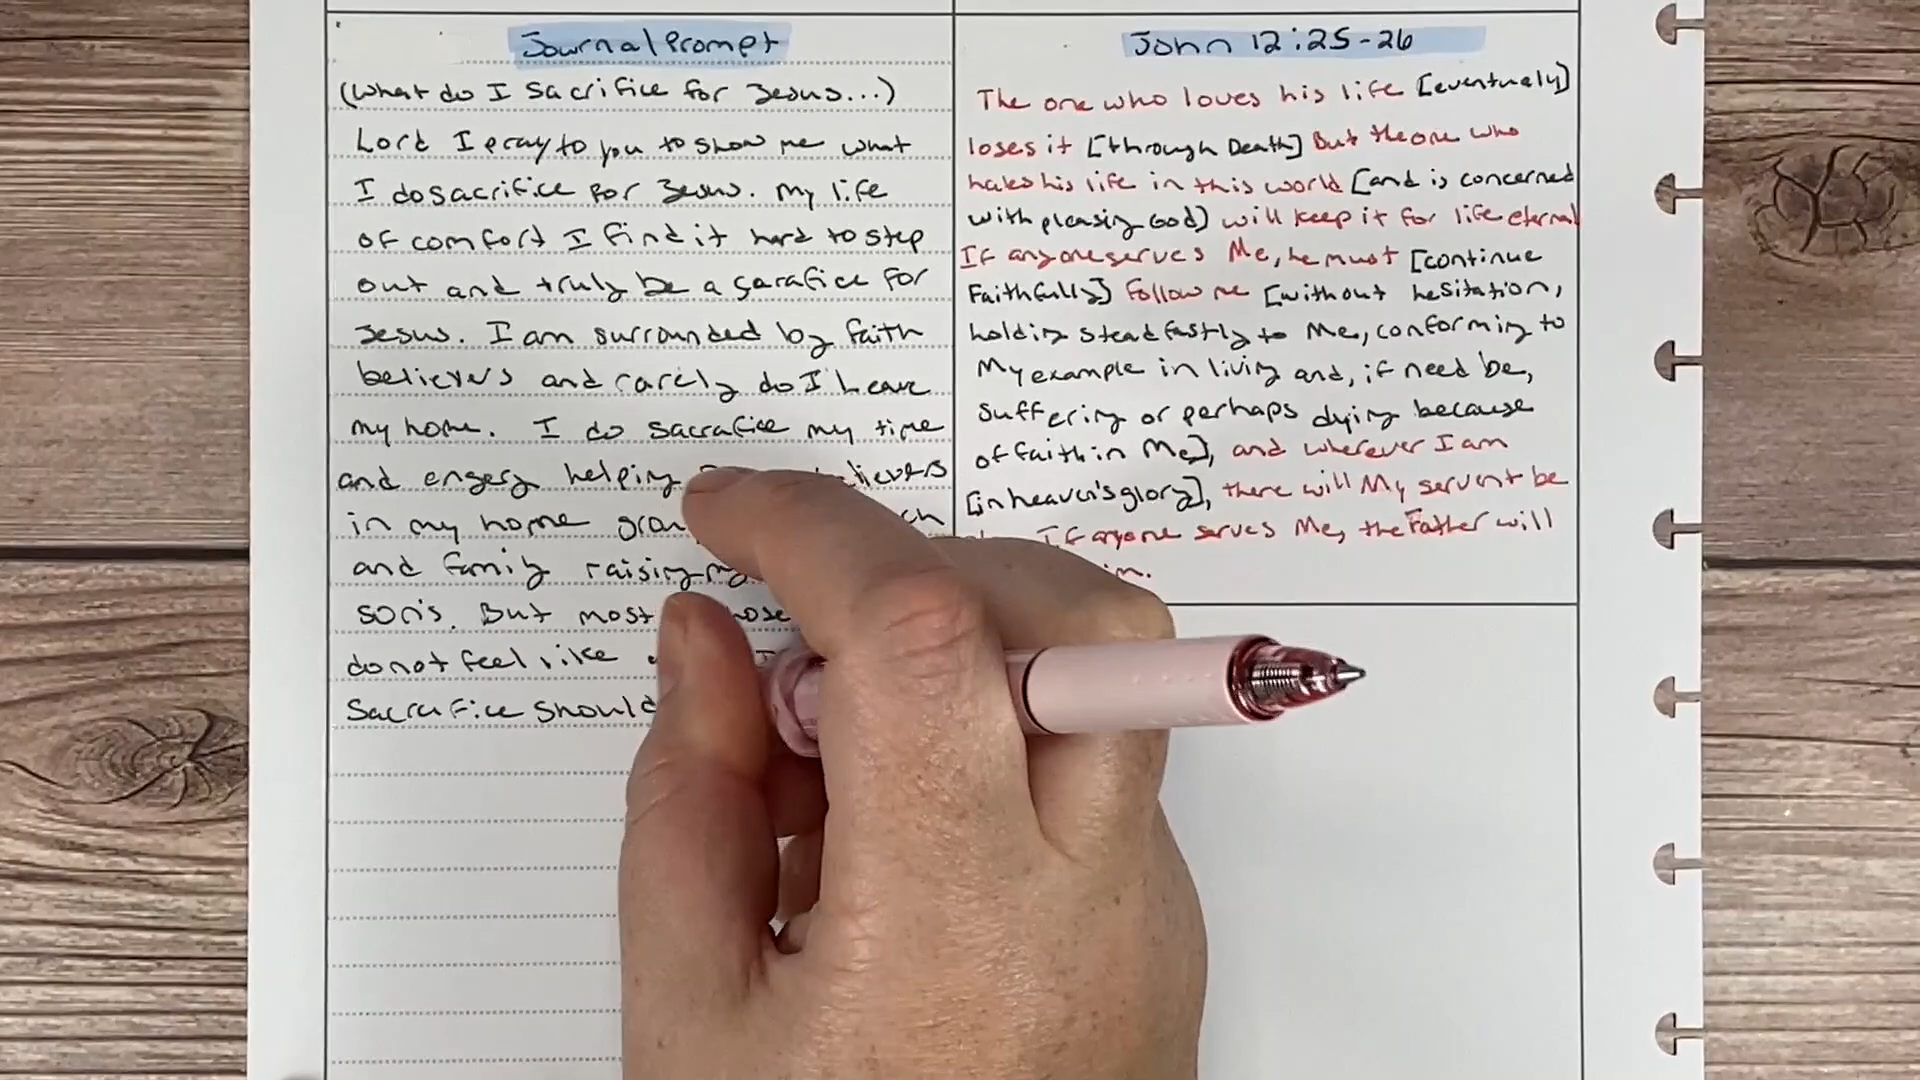 Journal Prompt
(What do I sacrifice for Jesus...)
Lord I pray to you to show me what
I do sacrifice for Jesus. My life
of comfort I find it hard to step
out and truly be a sarafice for
Jesus. I am surrounded by faith
believers and rarely do I leave
my home. I do sacrafice my time
and engery helping
in my home
and family raising my
son's. But most
do not feel like
Sacrafice should
John 12:25-26
The one who loves his life [eventualy]
loses it [through Death] But the one who
hates his life in this world [and is concerned
with pleasing God] will keep it for life eternal
If anyone serves Me, he must [continue
Faithfully] Follow me [without hesitation,
holding steadfastly to Me, conforming to
My example in living and, if need be,
suffering or perhaps dying because
of faith in Me], and wherever I am
[in heaven's glory], there will My servant be
If anyone serves Me, the Father will